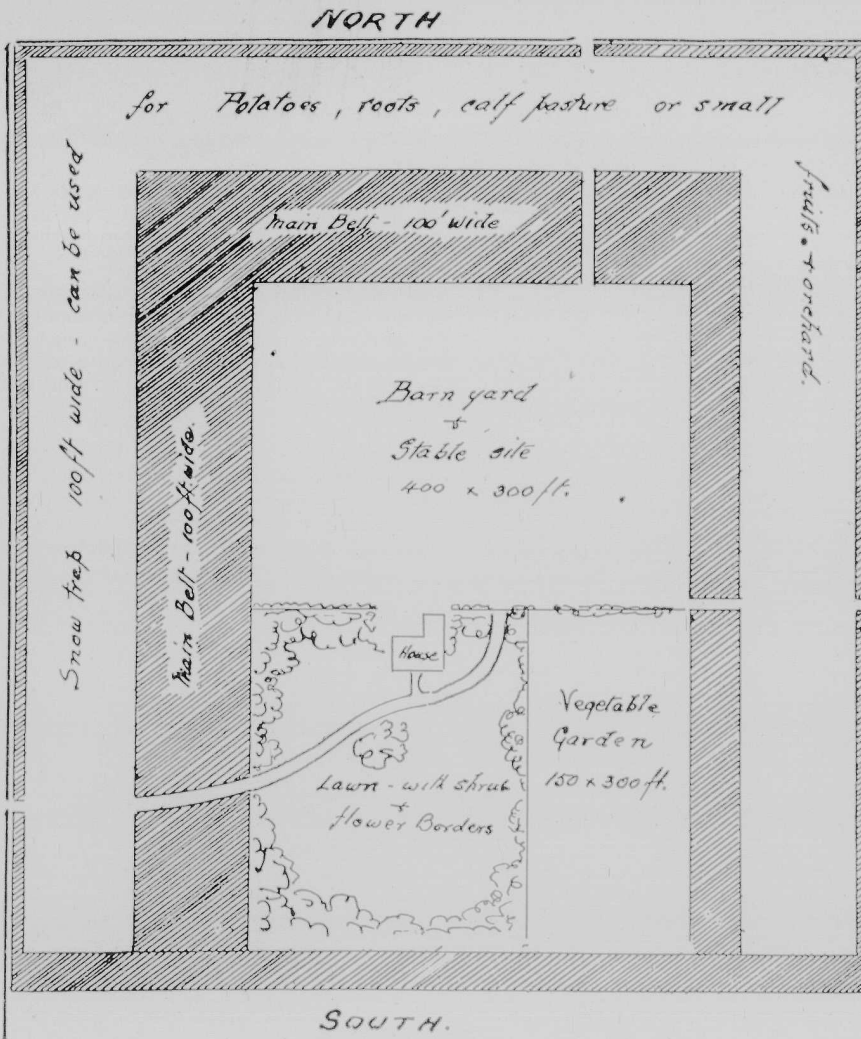 NORTH
for Potatoes, roots, calf pasture or small
fruits. + orchard.
Snow trap 100ft wide - can be used
Main Belt - 100' wide
Main Belt - 100ft. wide.
Barn yard
+
Stable site
400 x 300 ft.
House
Vegetable
Garden
150 x 300 ft.
Lawn - with shrub
+
flower Borders
SOUTH.